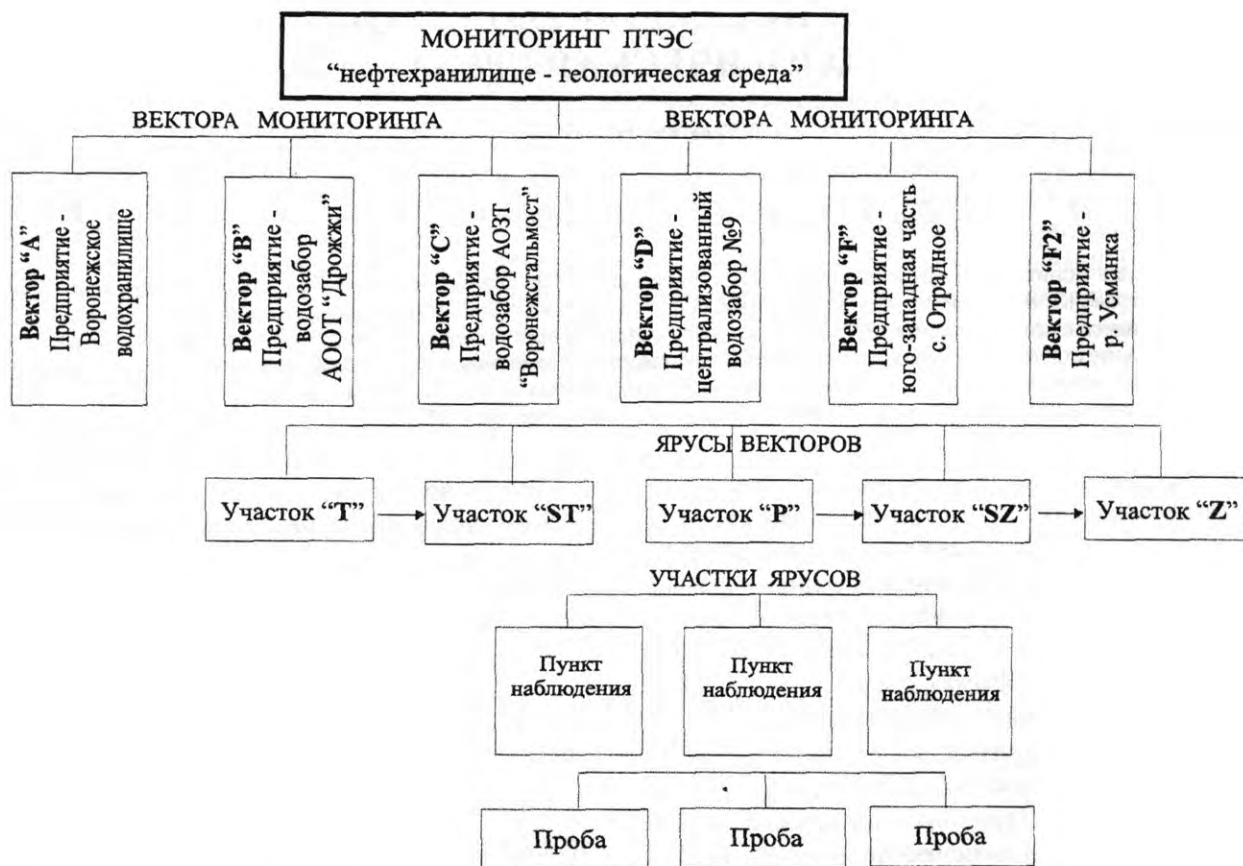 МОНИТОРИНГ ПТЭС
“нефтехранилище - геологическая среда”
ВЕКТОРА МОНИТОРИНГА
ВЕКТОРА МОНИТОРИНГА
Вектор “A”
Предприятие -
Воронежское
водохранилище
Вектор “B”
Предприятие -
водозабор
АООТ “Дрожжи”
Вектор “C”
Предприятие -
водозабор АОЗТ
“Воронежстальмост”
Вектор “D”
Предприятие -
централизованный
водозабор №9
Вектор “F”
Предприятие -
юго-западная часть
с. Отрадное
Вектор “F2”
Предприятие -
р. Усманка
ЯРУСЫ ВЕКТОРОВ
Участок “T”
Участок “ST”
Участок “P”
Участок “SZ”
Участок “Z”
УЧАСТКИ ЯРУСОВ
Пункт
наблюдения
Пункт
наблюдения
Пункт
наблюдения
Проба
Проба
Проба